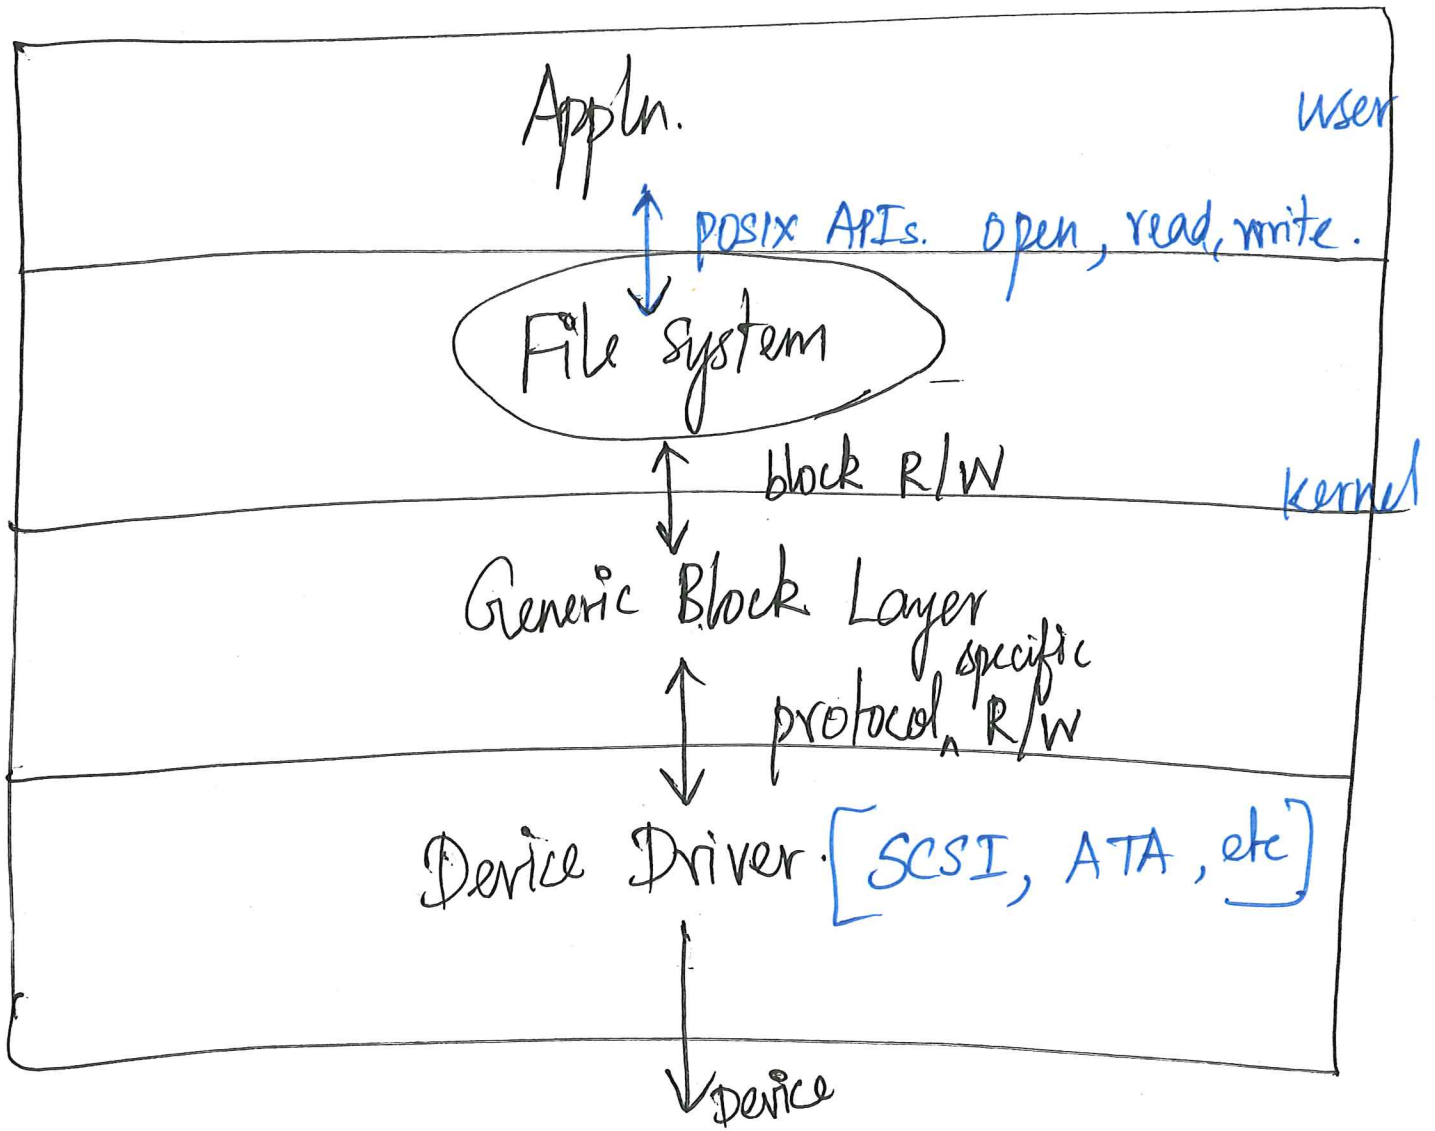 Appln.
user
POSIX APIs. open, read, write.
File system
block R/W
kernel
Generic Block Layer
specific
protocol ^ R/W
Device Driver. [SCSI, ATA, etc]
Device